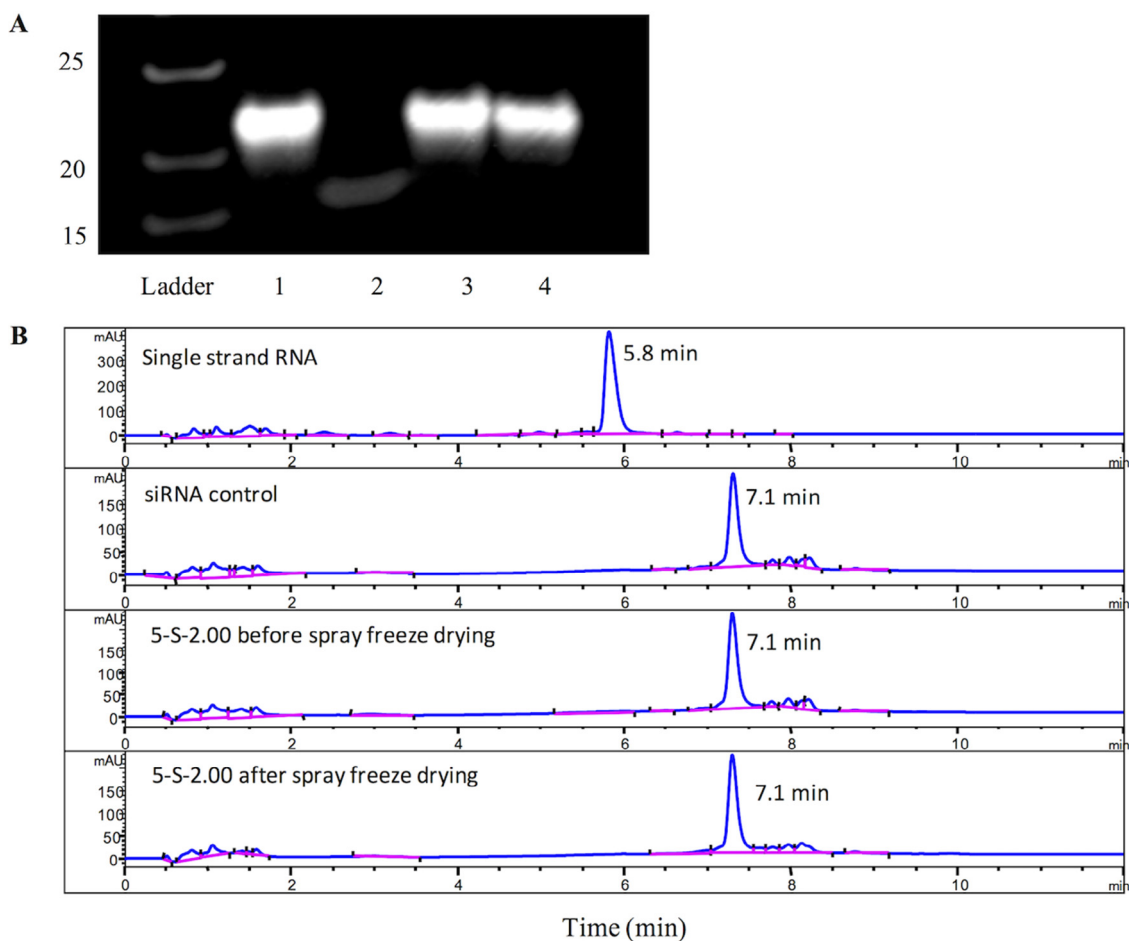 A
25
20
15
Ladder 1 2 3 4
B
mAU
300
200
100
0
Single strand RNA
5.8 min
0 2 4 6 8 10 min
mAU
150
100
50
0
siRNA control
7.1 min
0 2 4 6 8 10 min
mAU
150
100
50
0
5-S-2.00 before spray freeze drying
7.1 min
0 2 4 6 8 10 min
mAU
150
100
50
0
5-S-2.00 after spray freeze drying
7.1 min
0 2 4 6 8 10 min
Time (min)